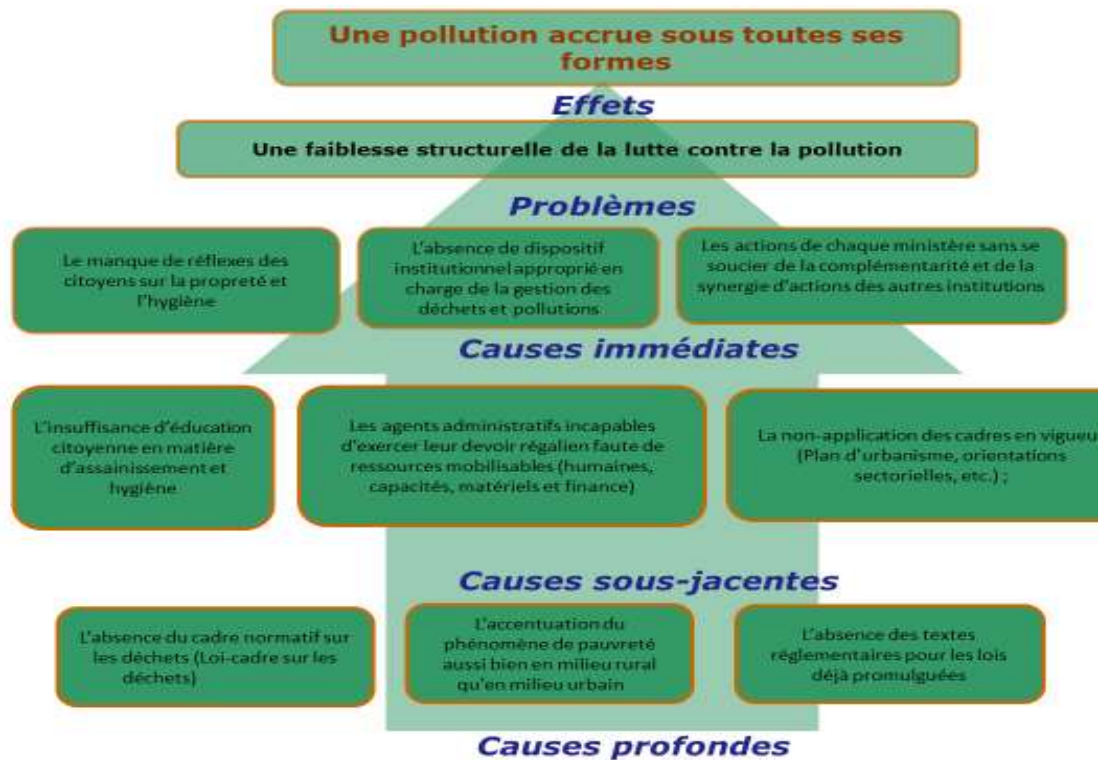 Une pollution accrue sous toutes ses
formes
Effets
Une faiblesse structurelle de la lutte contre la pollution
Problèmes
Le manque de réflexes des
citoyens sur la propreté et
l'hygiène
L'absence de dispositif
institutionnel approprié en
charge de la gestion des
déchets et pollutions
Les actions de chaque ministère sans se
soucier de la complémentarité et de la
synergie d'actions des autres institutions
Causes immédiates
L'insuffisance d'éducation
citoyenne en matière
d'assainissement et
hygiène
Les agents administratifs incapables
d'exercer leur devoir régalien faute de
ressources mobilisables (humaines,
capacités, matériels et finance)
La non-application des cadres en vigueu
(Plan d'urbanisme, orientations
sectorielles, etc.) ;
Causes sous-jacentes
L'absence du cadre normatif sur
les déchets (Loi-cadre sur les
déchets)
L'accentuation du
phénomène de pauvreté
aussi bien en milieu rural
qu'en milieu urbain
L'absence des textes
réglementaires pour les lois
déjà promulguées
Causes profondes